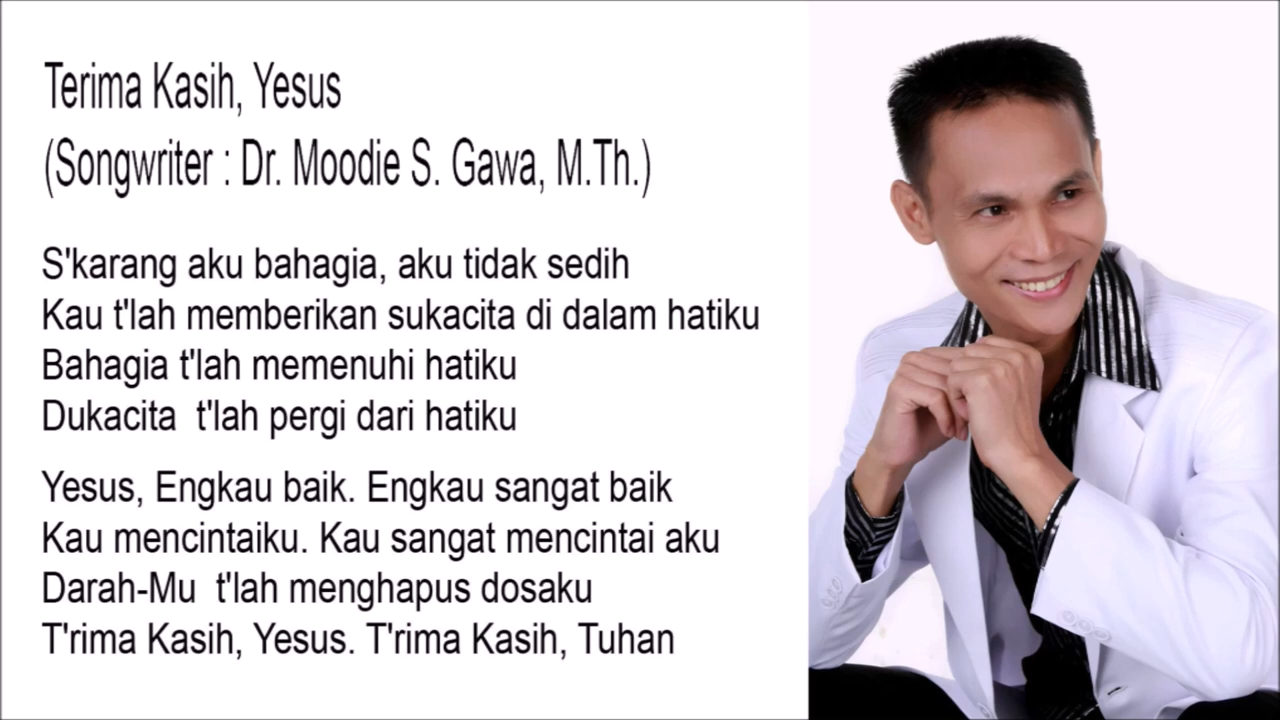 Terima Kasih, Yesus
(Songwriter : Dr. Moodie S. Gawa, M.Th.)
S'karang aku bahagia, aku tidak sedih
Kau t'lah memberikan sukacita di dalam hatiku
Bahagia t'lah memenuhi hatiku
Dukacita  t'lah pergi dari hatiku
Yesus, Engkau baik. Engkau sangat baik
Kau mencintaiku. Kau sangat mencintai aku
Darah-Mu  t'lah menghapus dosaku
T'rima Kasih, Yesus. T'rima Kasih, Tuhan